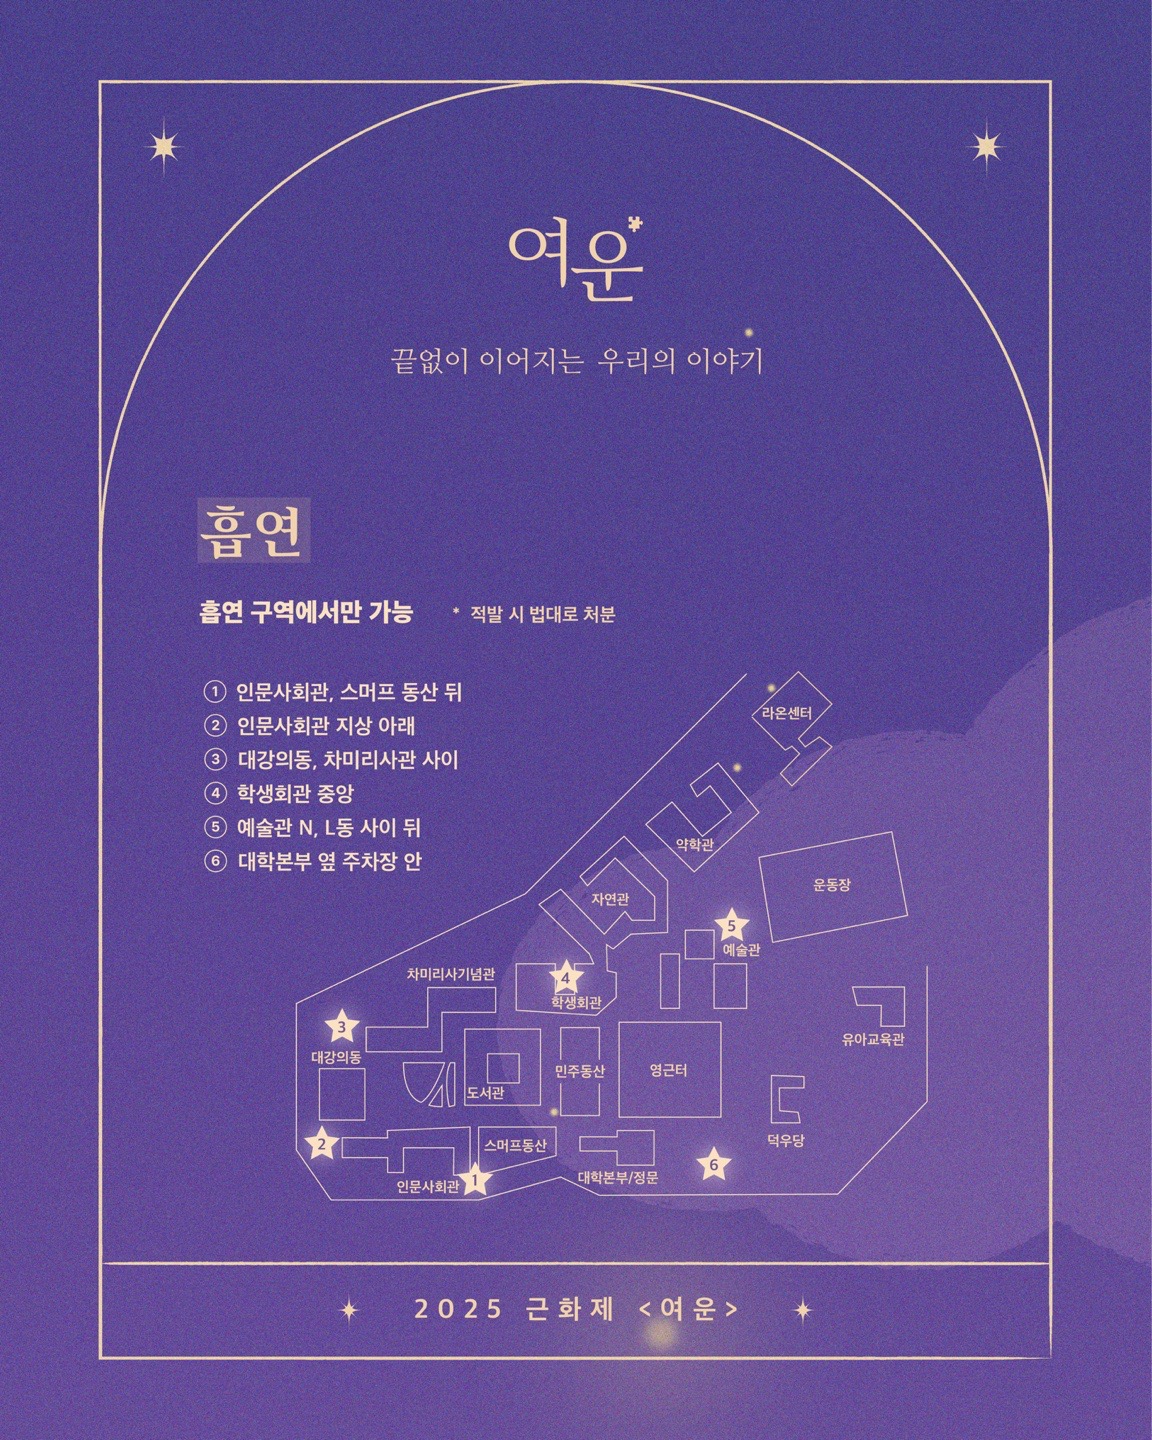 여운
끝없이 이어지는 우리의 이야기
흡연
흡연 구역에서만 가능 * 적발 시 법대로 처분
① 인문사회관, 스머프 동산 뒤
② 인문사회관 지상 아래
③ 대강의동, 차미리사관 사이
④ 학생회관 중앙
⑤ 예술관 N, L동 사이 뒤
⑥ 대학본부 옆 주차장 안
라온센터
약학관
운동장
자연관
5
예술관
차미리사기념관
4
학생회관
3
대강의동
유아교육관
민주동산
영근터
도서관
2
스머프동산
덕우당
6
대학본부/정문
인문사회관
1
2025 근화제 <여운>